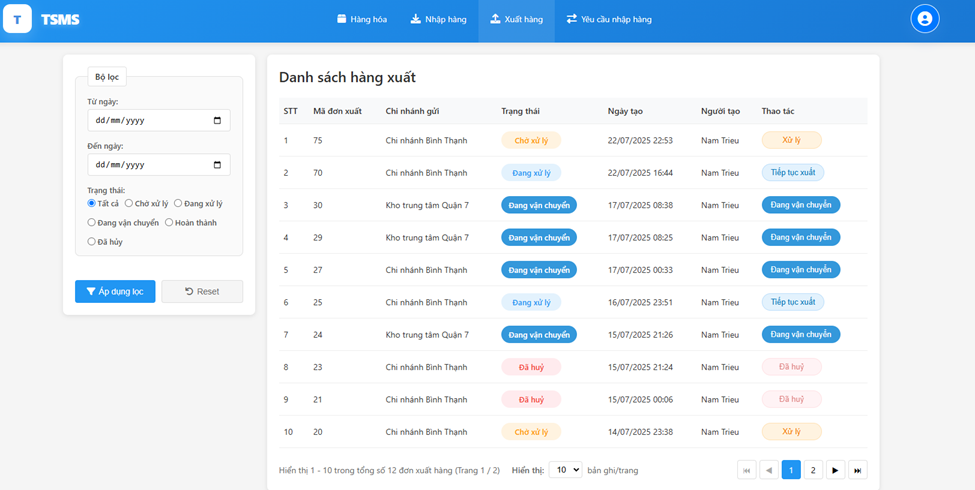 T TSMS Hàng hóa Nhập hàng Xuất hàng Yêu cầu nhập hàng
Bộ lọc
Từ ngày:
dd/mm/yyyy
Đến ngày:
dd/mm/yyyy
Trạng thái:
Tất cả Chờ xử lý Đang xử lý
Đang vận chuyển Hoàn thành
Đã hủy
Áp dụng lọc Reset
Danh sách hàng xuất
STT Mã đơn xuất Chi nhánh gửi Trạng thái Ngày tạo Người tạo Thao tác
1 75 Chi nhánh Bình Thạnh Chờ xử lý 22/07/2025 22:53 Nam Trieu Xử lý
2 70 Chi nhánh Bình Thạnh Đang xử lý 22/07/2025 16:44 Nam Trieu Tiếp tục xuất
3 30 Kho trung tâm Quận 7 Đang vận chuyển 17/07/2025 08:38 Nam Trieu Đang vận chuyển
4 29 Kho trung tâm Quận 7 Đang vận chuyển 17/07/2025 08:25 Nam Trieu Đang vận chuyển
5 27 Chi nhánh Bình Thạnh Đang vận chuyển 17/07/2025 00:33 Nam Trieu Đang vận chuyển
6 25 Chi nhánh Bình Thạnh Đang xử lý 16/07/2025 23:51 Nam Trieu Tiếp tục xuất
7 24 Kho trung tâm Quận 7 Đang vận chuyển 15/07/2025 21:26 Nam Trieu Đang vận chuyển
8 23 Chi nhánh Bình Thạnh Đã huỷ 15/07/2025 21:24 Nam Trieu Đã huỷ
9 21 Chi nhánh Bình Thạnh Đã huỷ 15/07/2025 00:06 Nam Trieu Đã huỷ
10 20 Chi nhánh Bình Thạnh Chờ xử lý 14/07/2025 23:38 Nam Trieu Xử lý
Hiển thị 1 - 10 trong tổng số 12 đơn xuất hàng (Trang 1 / 2) Hiển thị: 10 bản ghi/trang 1 2